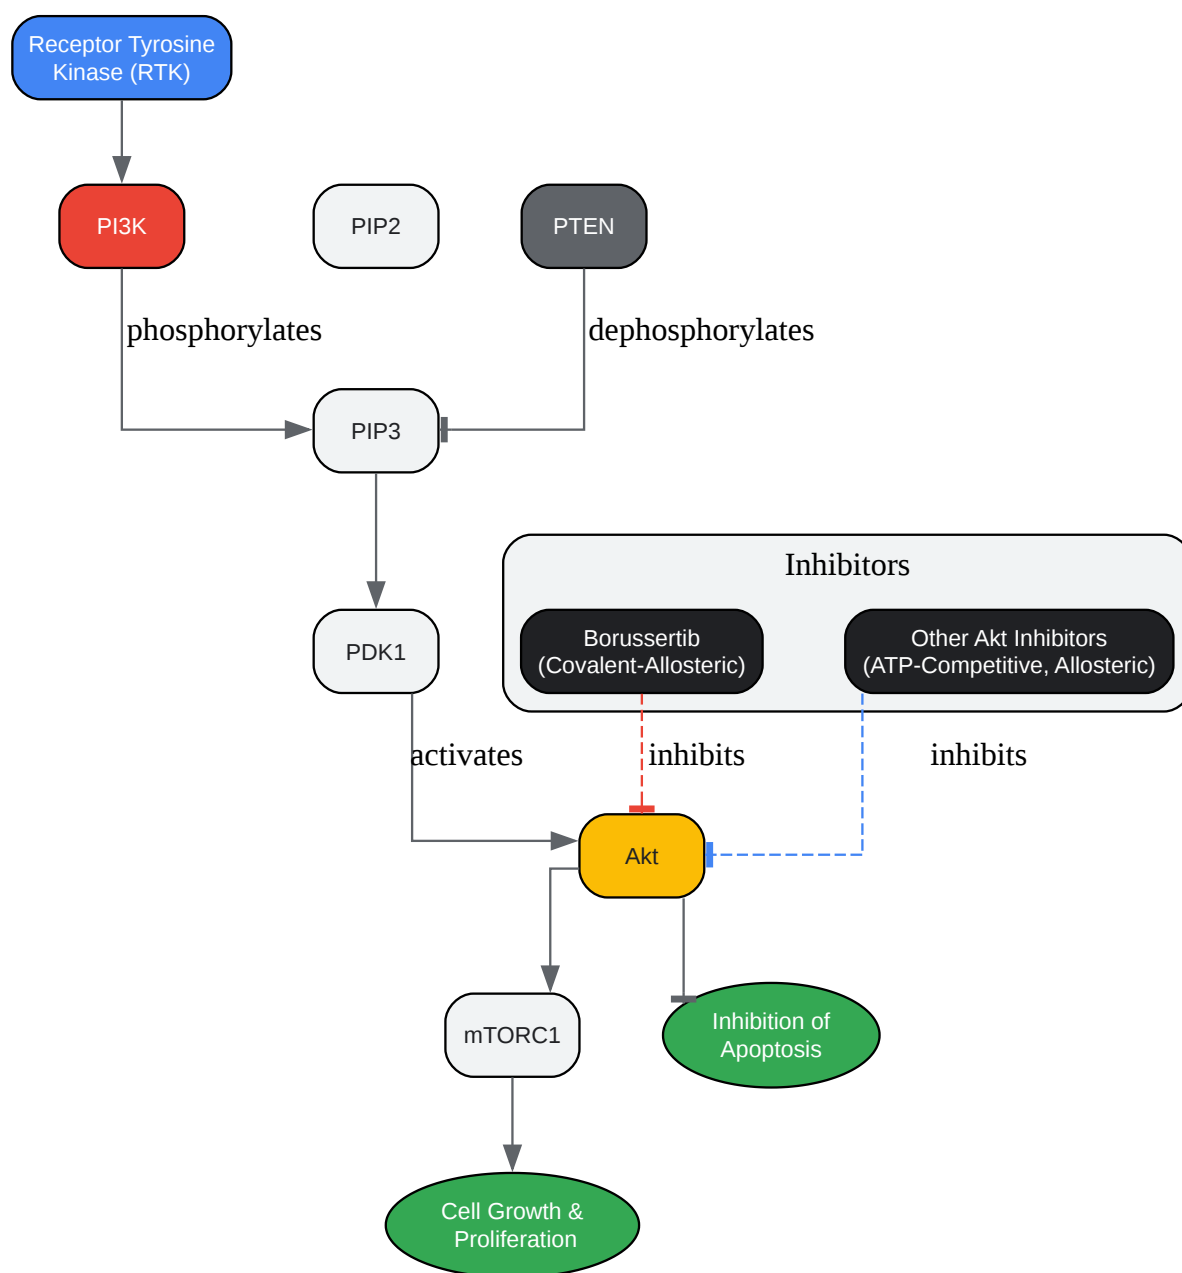 Receptor Tyrosine
Kinase (RTK)
PI3K
PIP2
PTEN
phosphorylates
dephosphorylates
PIP3
Inhibitors
PDK1
Borussertib
(Covalent-Allosteric)
Other Akt Inhibitors
(ATP-Competitive, Allosteric)
activates
inhibits
inhibits
Akt
mTORC1
Inhibition of
Apoptosis
Cell Growth &
Proliferation